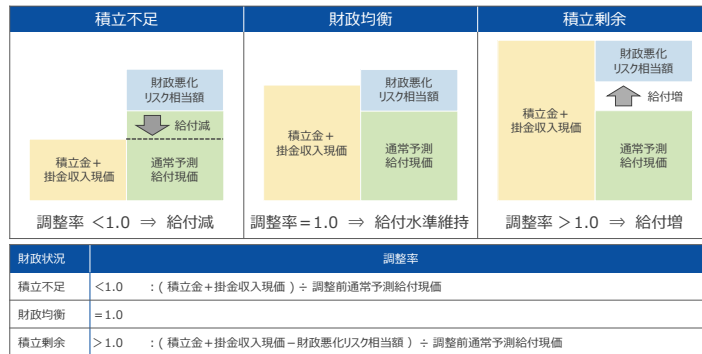 積立不足
財政悪化
リスク相当額
給付減
積立金＋
掛金収入現価
通常予測
給付現価
調整率 <1.0 ⇒ 給付減
財政均衡
財政悪化
リスク相当額
積立金＋
掛金収入現価
通常予測
給付現価
調整率＝1.0 ⇒ 給付水準維持
積立剰余
財政悪化
リスク相当額
給付増
積立金＋
掛金収入現価
通常予測
給付現価
調整率 ＞1.0 ⇒ 給付増
財政状況 調整率
積立不足 <1.0 ：( 積立金＋掛金収入現価 ) ÷ 調整前通常予測給付現価
財政均衡 ＝1.0
積立剰余 ＞1.0 ：( 積立金＋掛金収入現価－財政悪化リスク相当額 ) ÷ 調整前通常予測給付現価